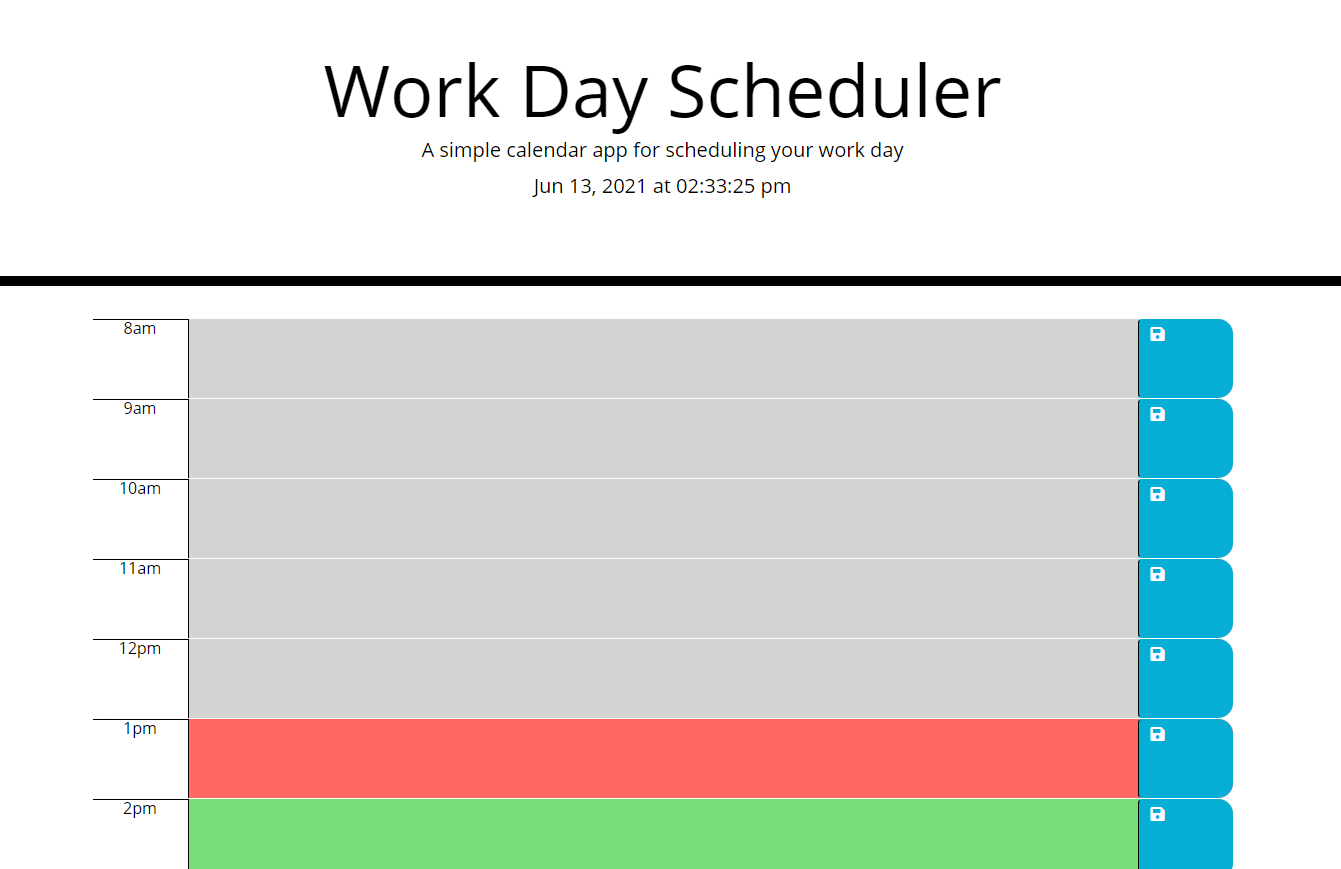 Work Day Scheduler
A simple calendar app for scheduling your work day
Jun 13, 2021 at 02:33:25 pm
8am
9am
10am
11am
12pm
1pm
2pm